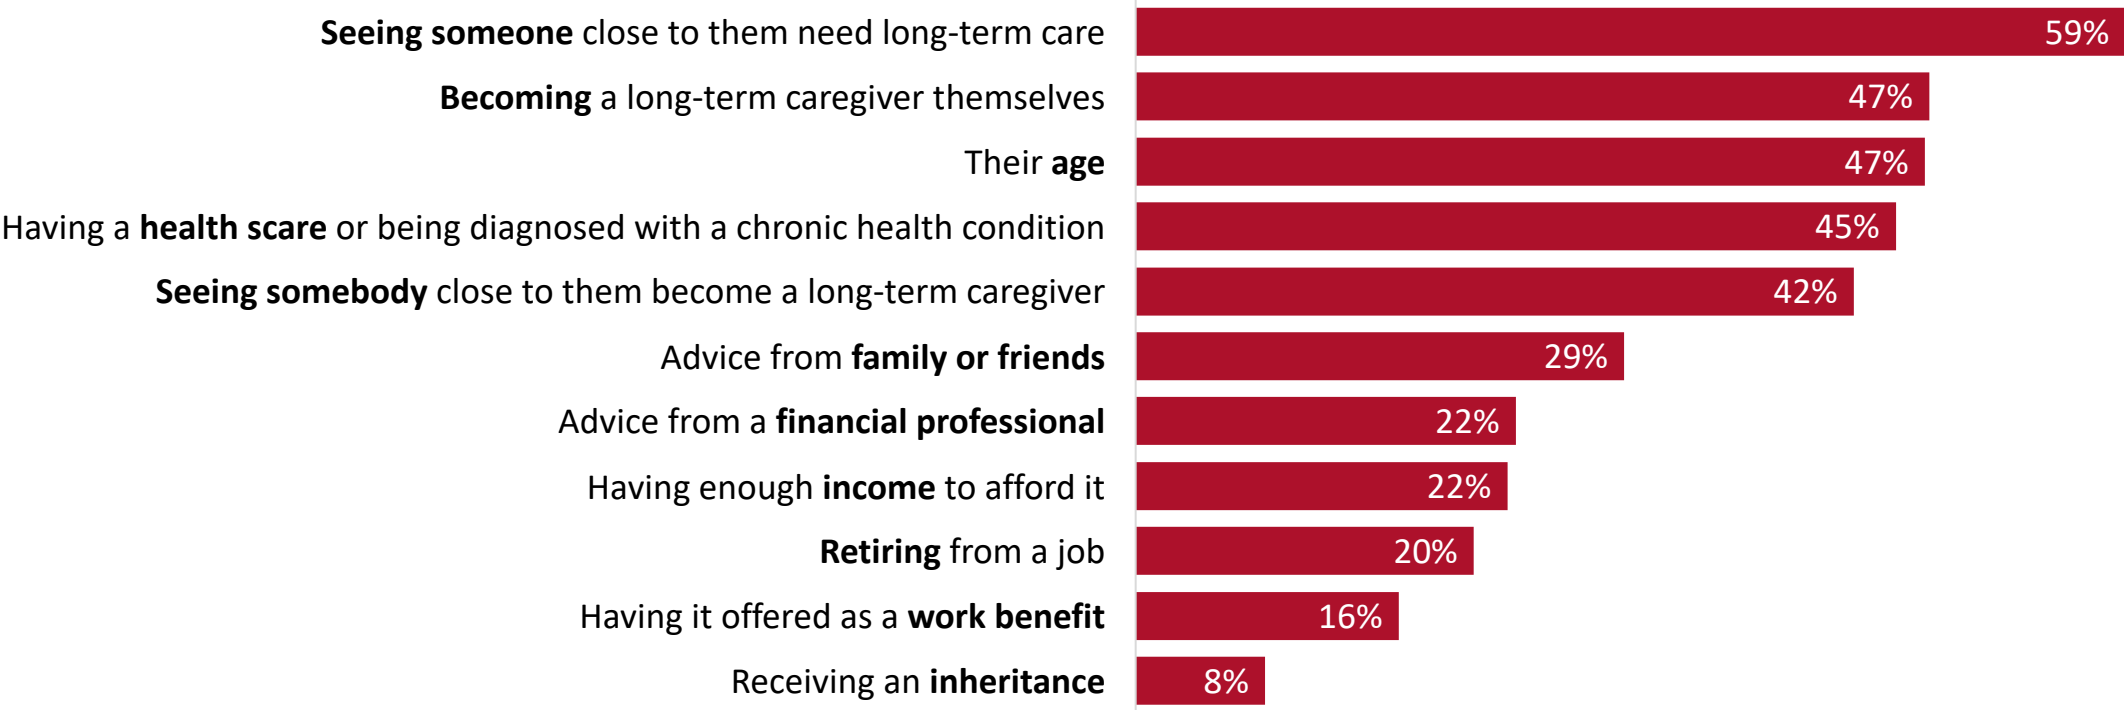 Seeing someone close to them need long-term care 59%
Becoming a long-term caregiver themselves 47%
Their age 47%
Having a health scare or being diagnosed with a chronic health condition 45%
Seeing somebody close to them become a long-term caregiver 42%
Advice from family or friends 29%
Advice from a financial professional 22%
Having enough income to afford it 22%
Retiring from a job 20%
Having it offered as a work benefit 16%
Receiving an inheritance 8%